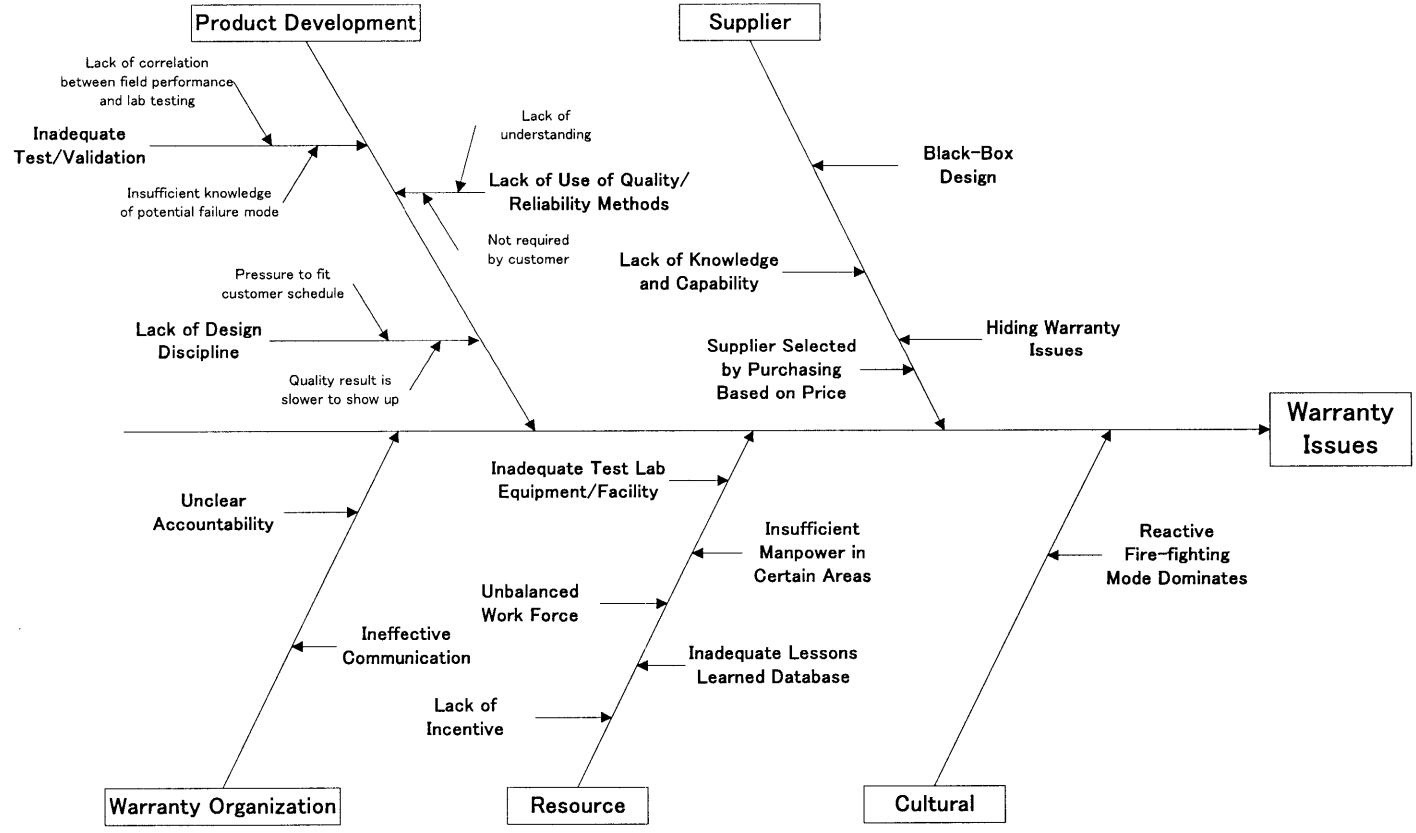 Product Development
Supplier
Lack of correlation
between field performance
and lab testing
Inadequate
Test/Validation
Insufficient knowledge
of potential failure mode
Lack of
understanding
Lack of Use of Quality/
Reliability Methods
Not required
by customer
Pressure to fit
customer schedule
Lack of Design
Discipline
Quality result is
slower to show up
Black-Box
Design
Lack of Knowledge
and Capability
Hiding Warranty
Issues
Supplier Selected
by Purchasing
Based on Price
Warranty
Issues
Unclear
Accountability
Ineffective
Communication
Inadequate Test Lab
Equipment/Facility
Insufficient
Manpower in
Certain Areas
Unbalanced
Work Force
Inadequate Lessons
Learned Database
Lack of
Incentive
Reactive
Fire-fighting
Mode Dominates
Warranty Organization
Resource
Cultural